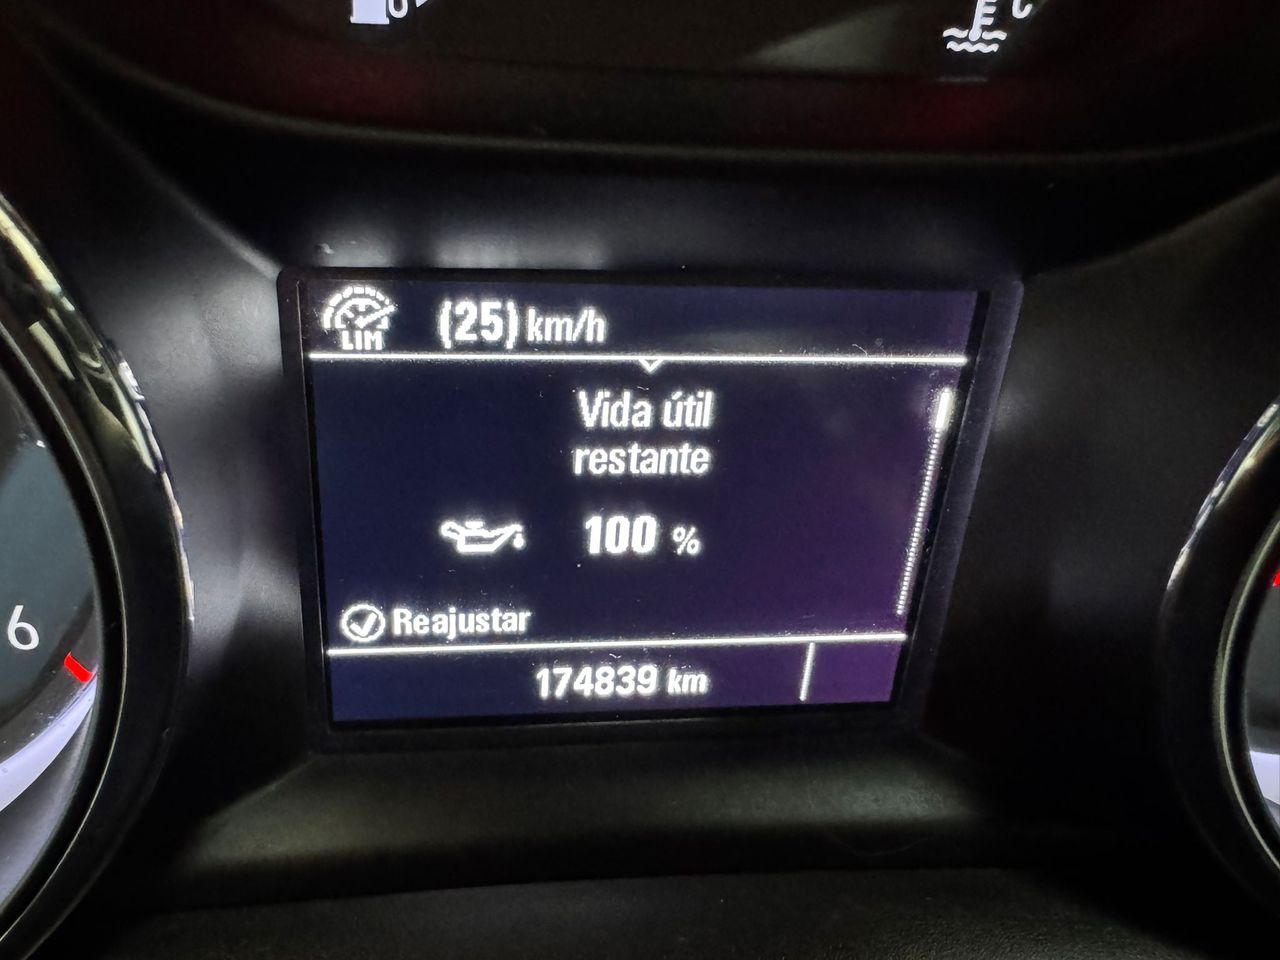 LIM
(25) km/h
Vida útil
restante
100 %
Reajustar
174839 km
6